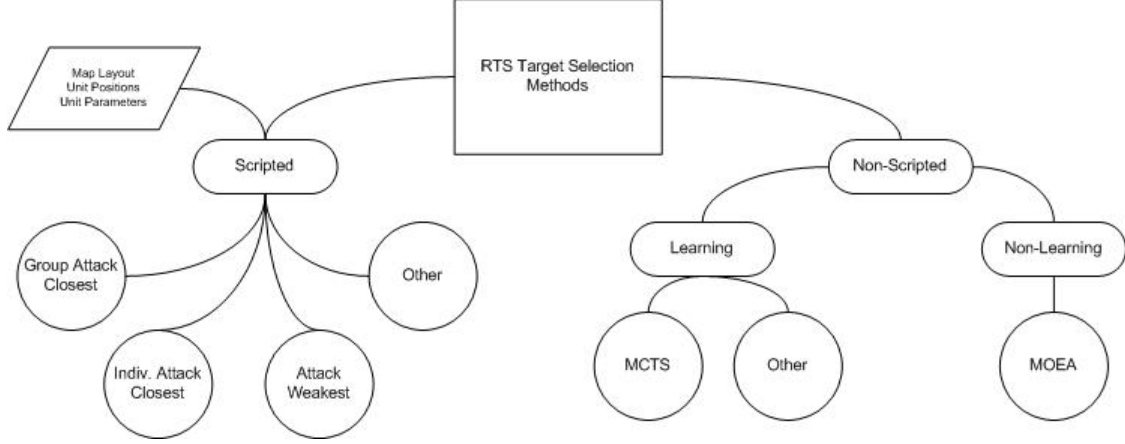 RTS Target Selection
Methods
Map Layout
Unit Positions
Unit Parameters
Scripted
Non-Scripted
Group Attack
Closest
Indiv. Attack
Closest
Attack
Weakest
Other
Learning
Non-Learning
MCTS
Other
MOEA